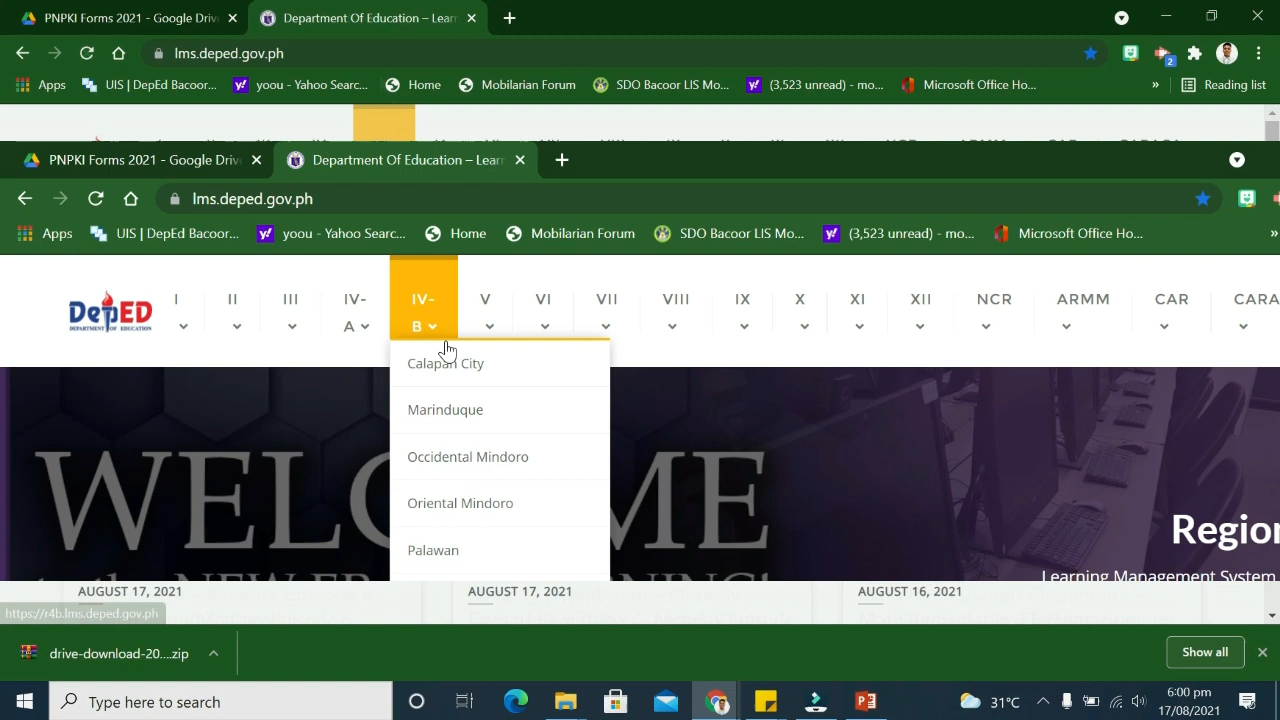 PNPKI Forms 2021 - Google Driv
Department Of Education – Learn
lms.deped.gov.ph
2
Apps
UIS | DepEd Bacoor...
yoou - Yahoo Searc...
Home
Mobilarian Forum
SDO Bacoor LIS Mo...
(3,523 unread) - mo...
Microsoft Office Ho...
»
Reading list
PNPKI Forms 2021 - Google Driv
Department Of Education – Lear
lms.deped.gov.ph
Apps
UIS | DepEd Bacoor...
yoou - Yahoo Searc...
Home
Mobilarian Forum
SDO Bacoor LIS Mo...
(3,523 unread) - mo...
Microsoft Office Ho...
»
DepED
DEPARTMENT OF EDUCATION
I
II
III
IV-
A
IV-
B
V
VI
VII
VIII
IX
X
XI
XII
NCR
ARMM
CAR
CARA
Calapan City
Marinduque
Occidental Mindoro
Oriental Mindoro
Palawan
WELC
ME
Region
Learning Management System
AUGUST 17, 2021
AUGUST 17, 2021
AUGUST 16, 2021
https://r4b.lms.deped.gov.ph
drive-download-20....zip
Show all
Type here to search
31°C
6:00 pm
17/08/2021